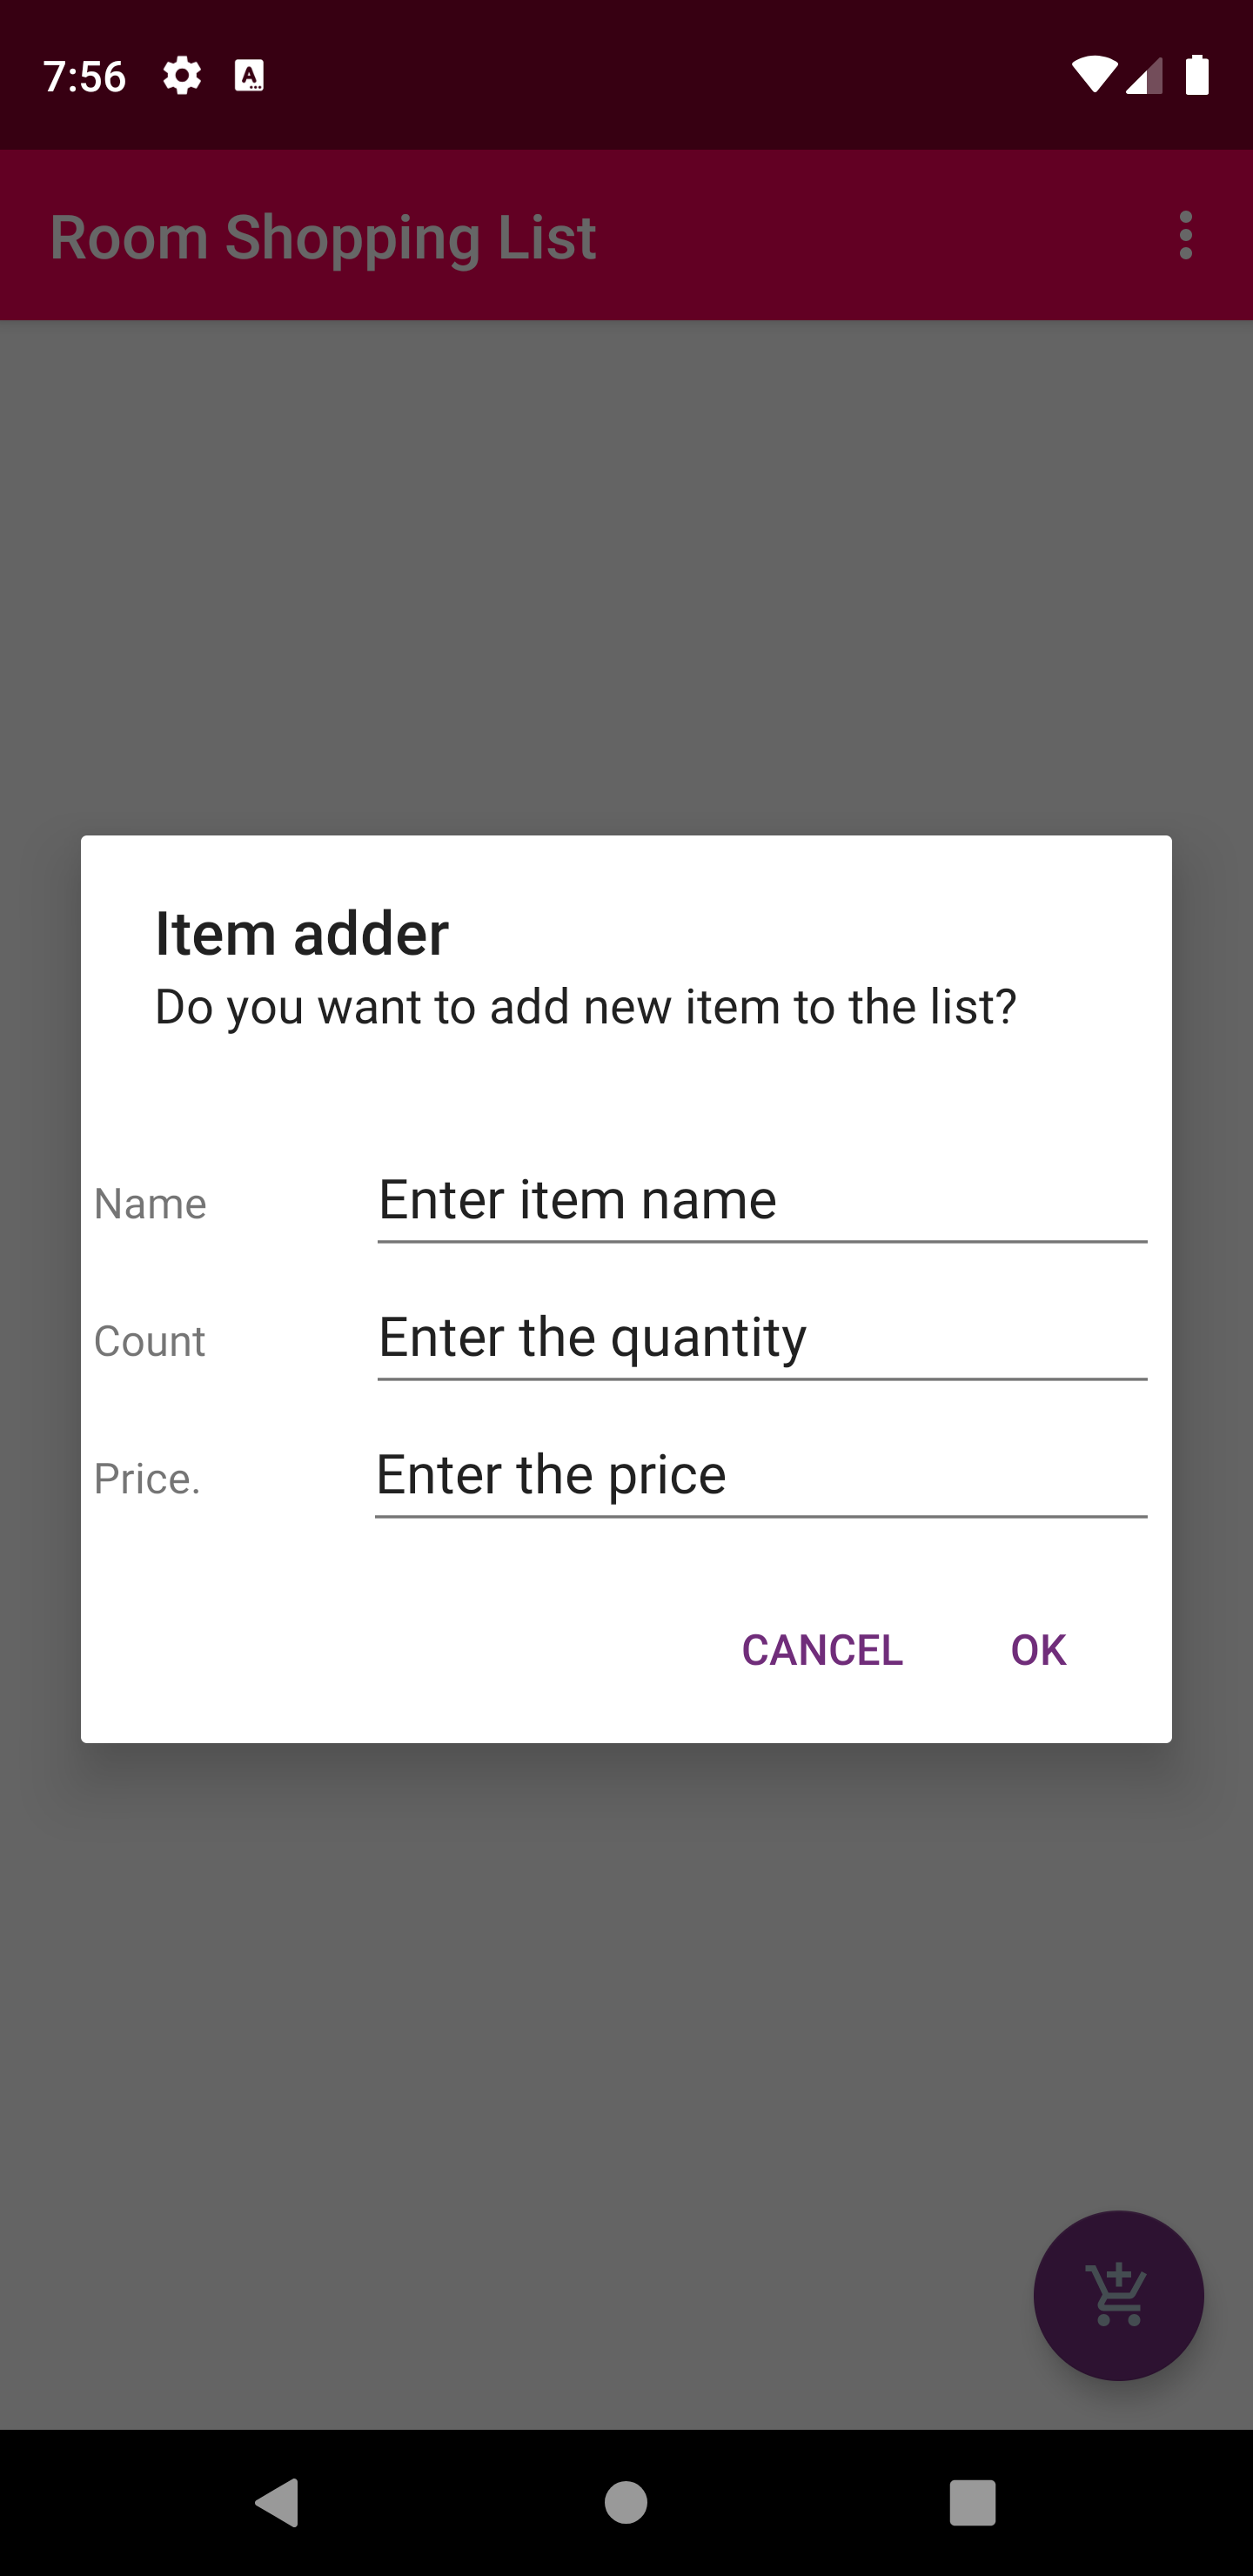 7:56
Room Shopping List
Item adder
Do you want to add new item to the list?
Name Enter item name
Count Enter the quantity
Price. Enter the price
CANCEL OK